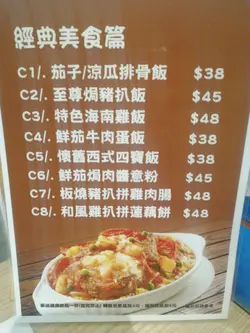 經典美食篇
C1/. 茄子/涼瓜排骨飯 $38
C2/. 至尊焗豬扒飯 $45
C3/. 特色海南雞飯 $48
C4/. 鮮茄牛肉蛋飯 $38
C5/. 懷舊西式四寶飯 $38
C6/. 鮮茄焗肉醬意粉 $45
C7/. 板燒豬扒拼雞肉腸 $48
C8/. 和風雞扒拼蓮藕餅 $48